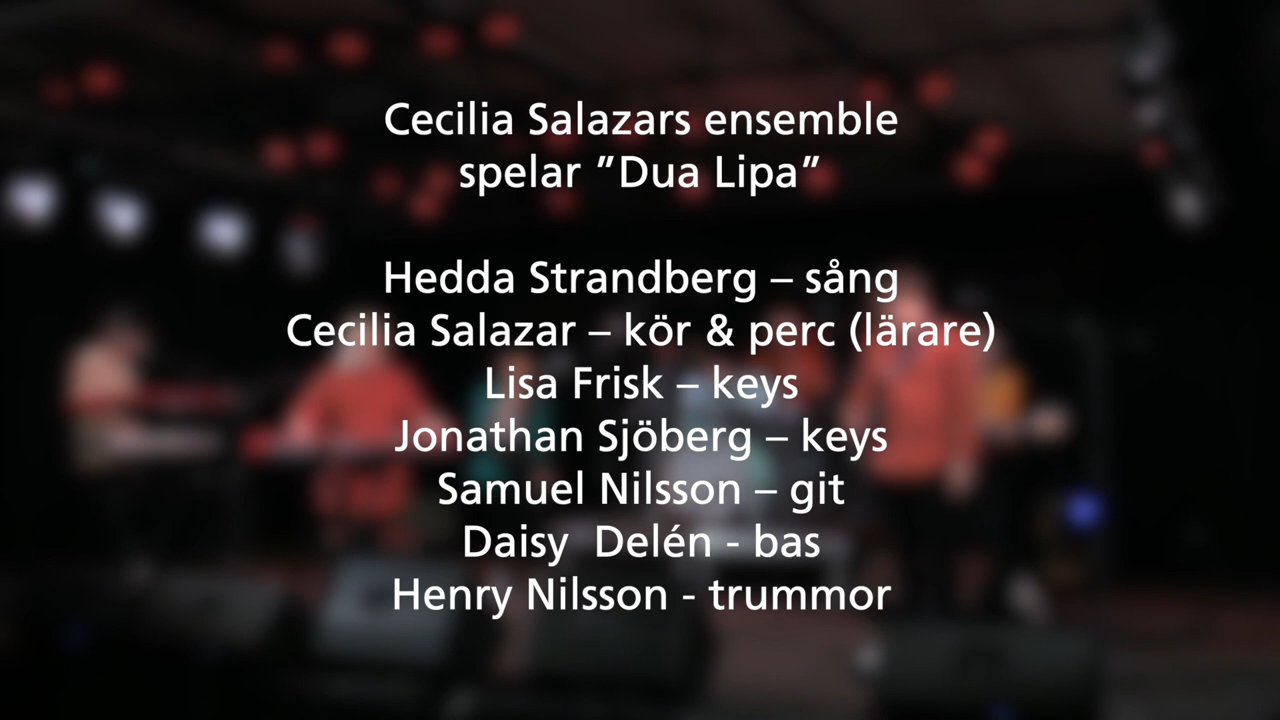 Cecilia Salazars ensemble
spelar ”Dua Lipa”
Hedda Strandberg – sång
Cecilia Salazar – kör & perc (lärare)
Lisa Frisk – keys
Jonathan Sjöberg – keys
Samuel Nilsson – git
Daisy  Delén - bas
Henry Nilsson - trummor